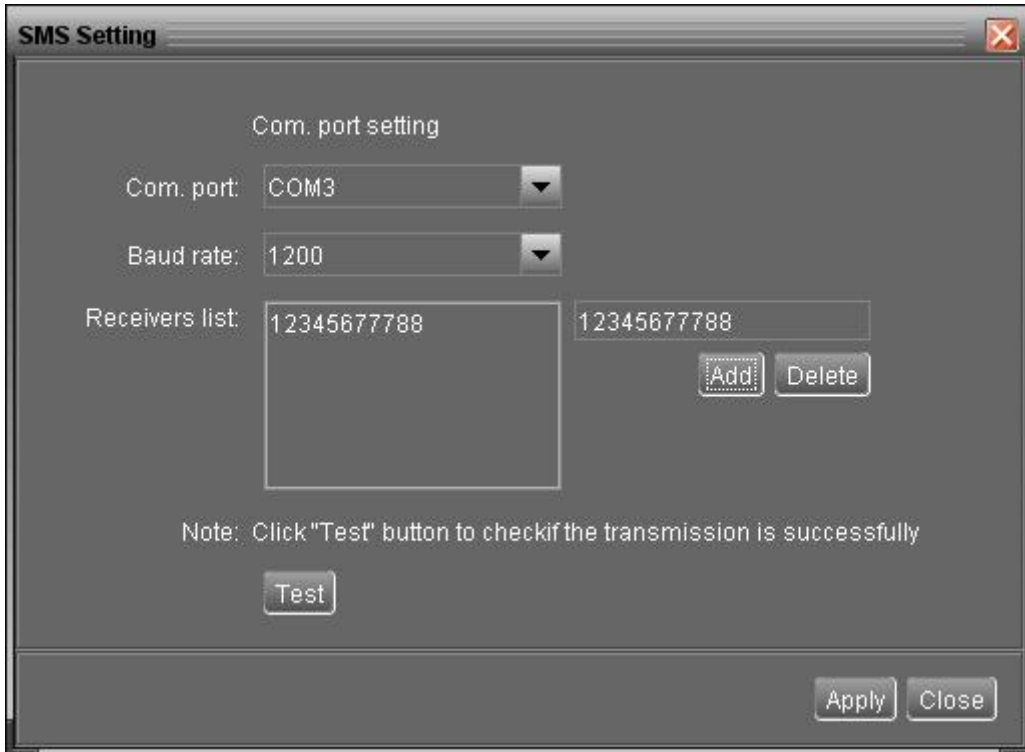 SMS Setting
Com. port setting
Com. port: COM3
Baud rate: 1200
Receivers list: 12345677788 12345677788
Add Delete
Note: Click "Test" button to checkif the transmission is successfully
Test
Apply Close